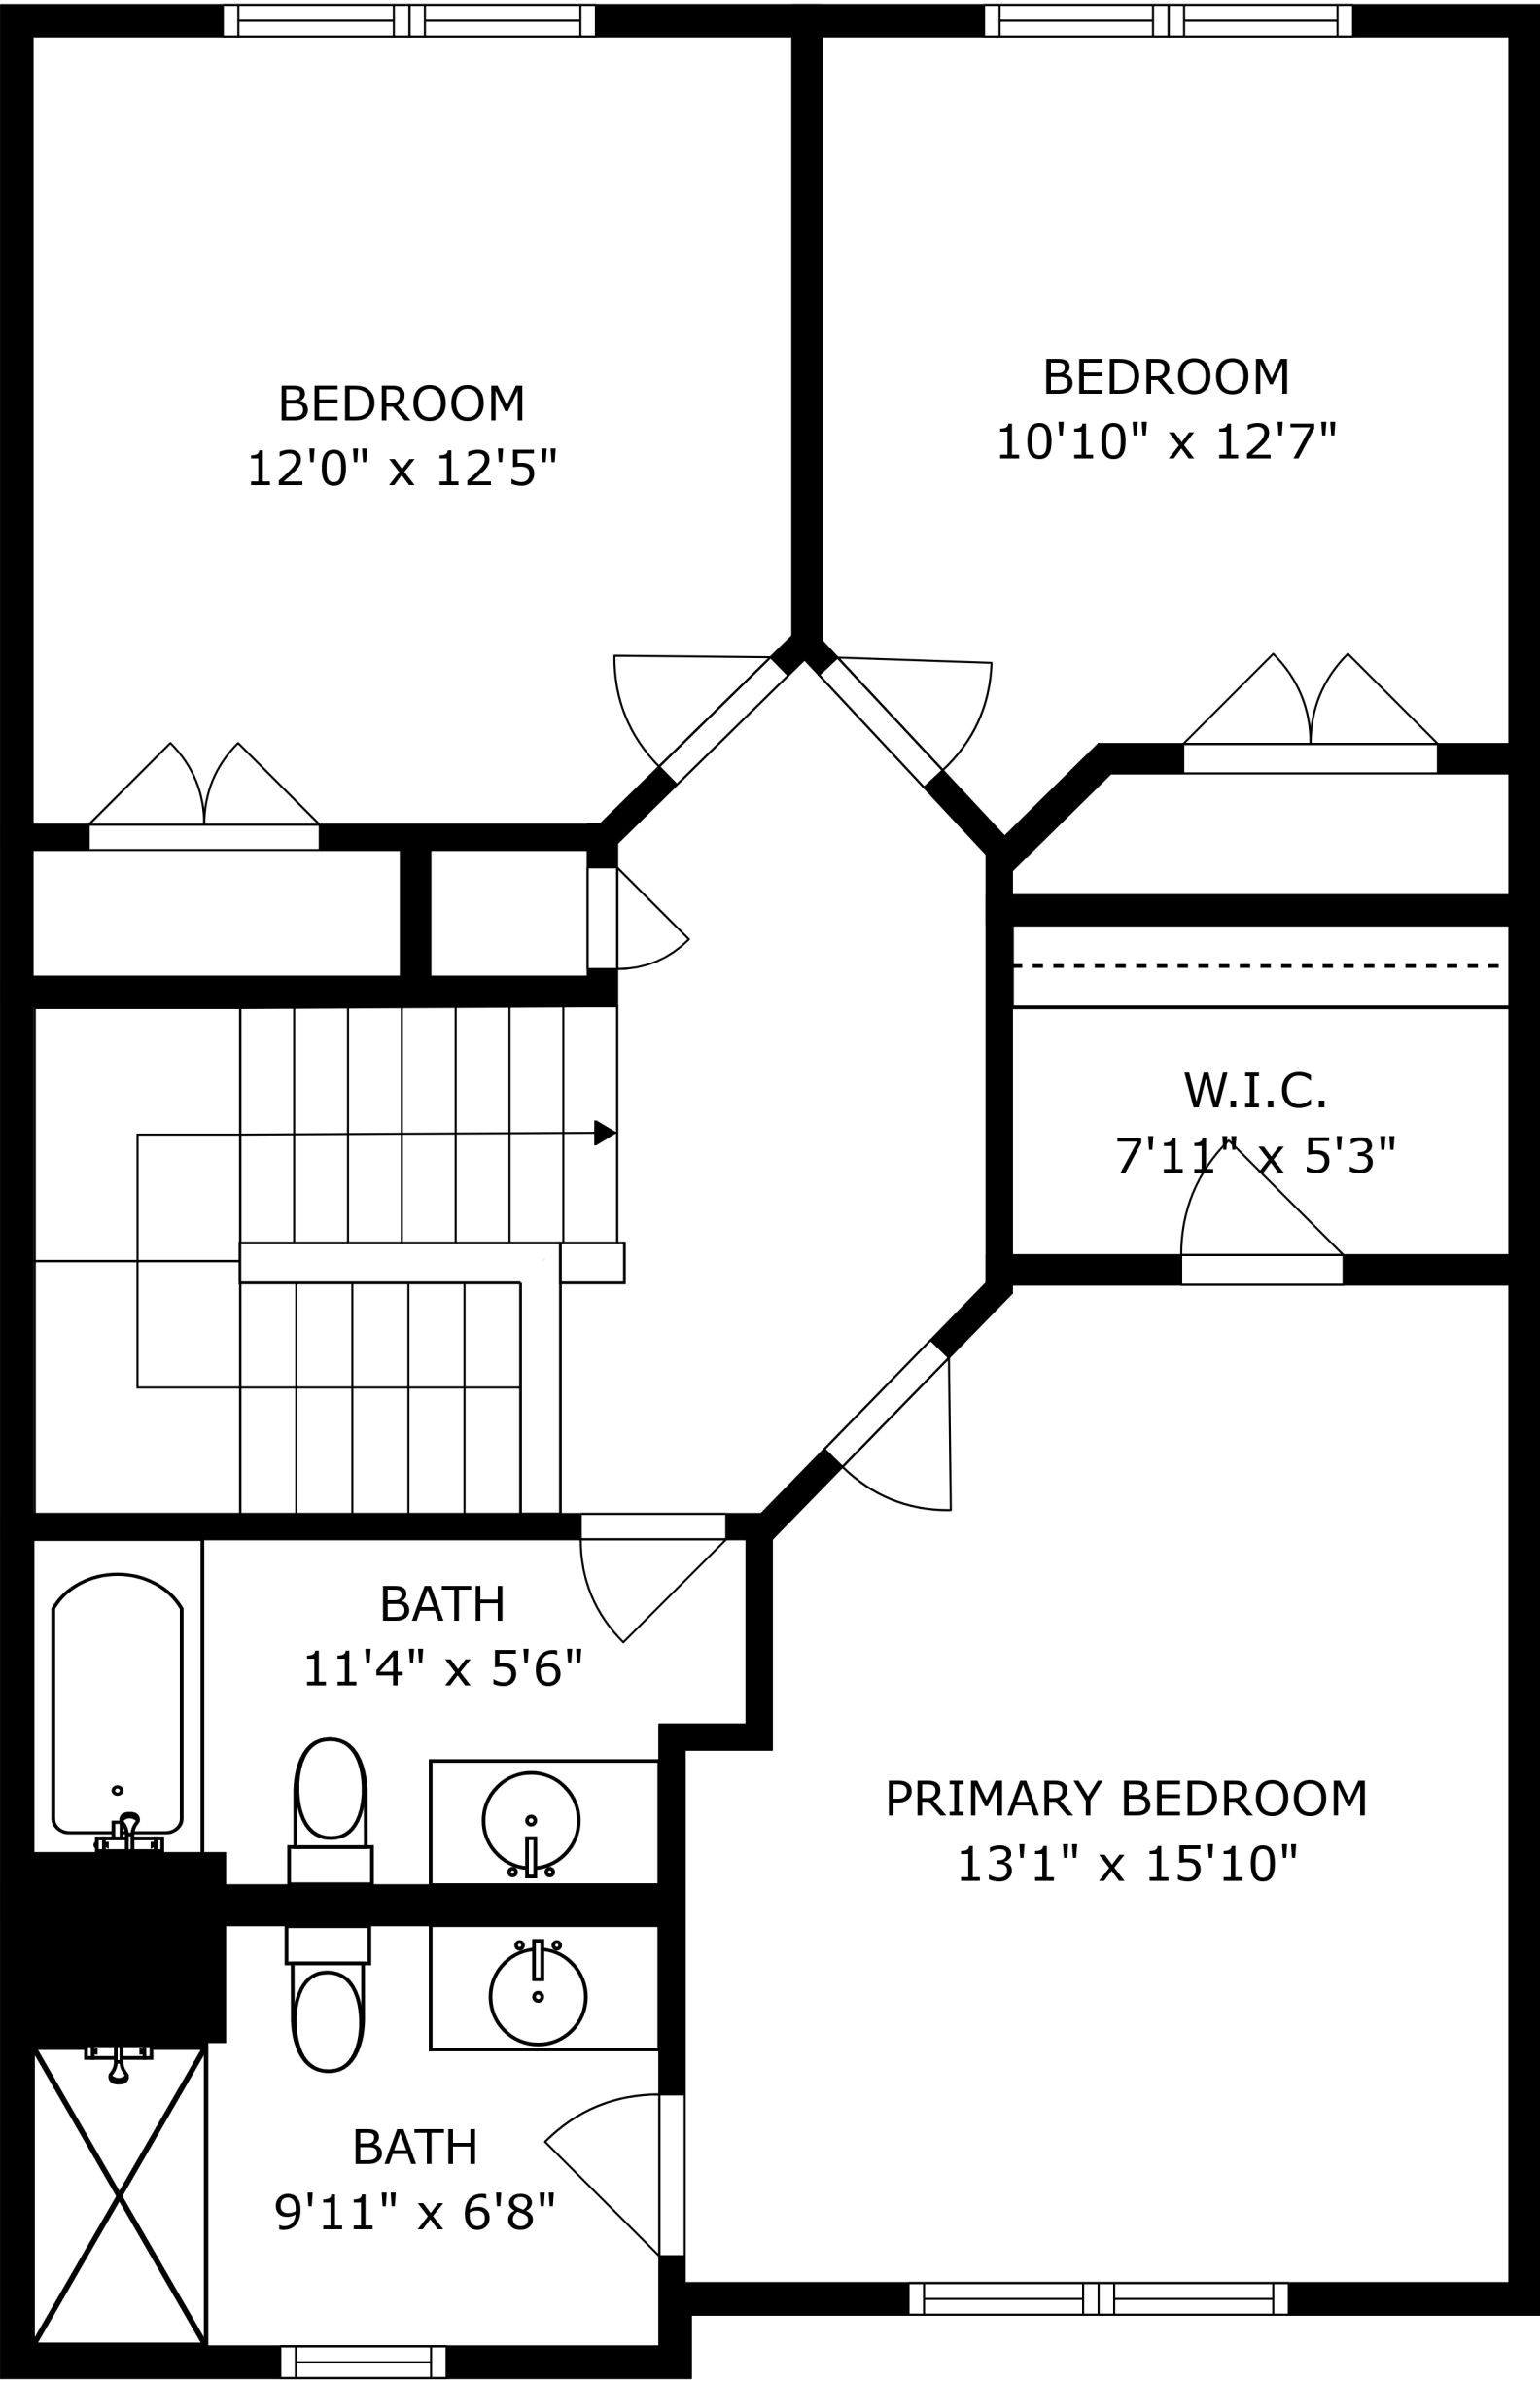 BEDROOM
12'0" x 12'5"
BEDROOM
10'10" x 12'7"
W.I.C.
7'11" x 5'3"
BATH
11'4" x 5'6"
PRIMARY BEDROOM
13'1" x 15'10"
BATH
9'11" x 6'8"